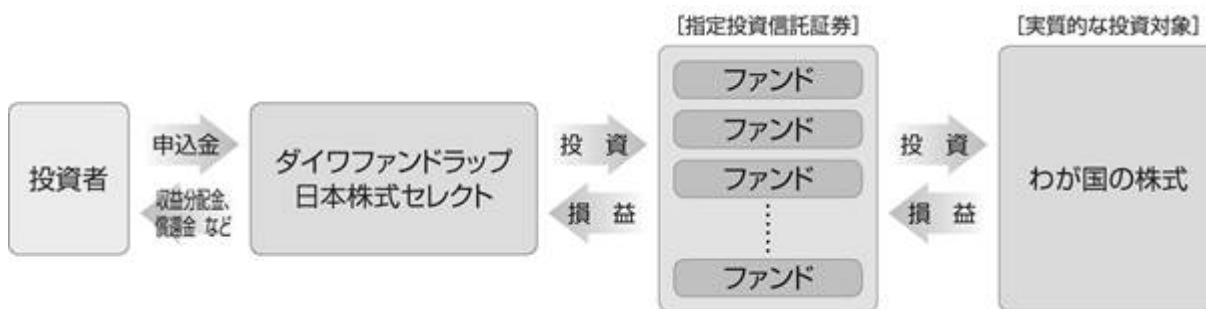 [指定投資信託証券]
[実質的な投資対象]
投資者
申込金
収益分配金、
償還金 など
ダイワファンドラップ
日本株式セレクト
投 資
損 益
ファンド
ファンド
ファンド
ファンド
投 資
損 益
わが国の株式